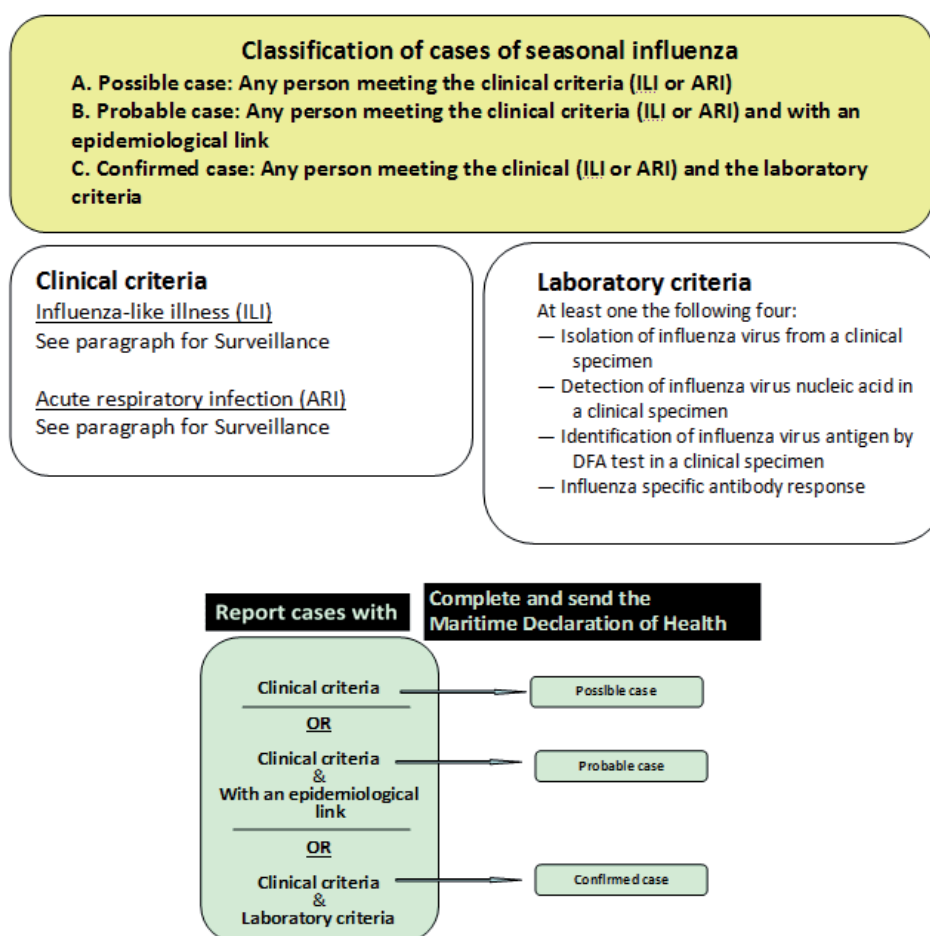 Classification of cases of seasonal influenza
A. Possible case: Any person meeting the clinical criteria (ILI or ARI)
B. Probable case: Any person meeting the clinical criteria (ILI or ARI) and with an
epidemiological link
C. Confirmed case: Any person meeting the clinical (ILI or ARI) and the laboratory
criteria
Clinical criteria
Influenza-like illness (ILI)
See paragraph for Surveillance
Acute respiratory infection (ARI)
See paragraph for Surveillance
Laboratory criteria
At least one the following four:
— Isolation of influenza virus from a clinical
specimen
— Detection of influenza virus nucleic acid in
a clinical specimen
— Identification of influenza virus antigen by
DFA test in a clinical specimen
— Influenza specific antibody response
Report cases with
Complete and send the
Maritime Declaration of Health
Clinical criteria
Possible case
OR
Clinical criteria
&
With an epidemiological
link
Probable case
OR
Clinical criteria
&
Laboratory criteria
Confirmed case